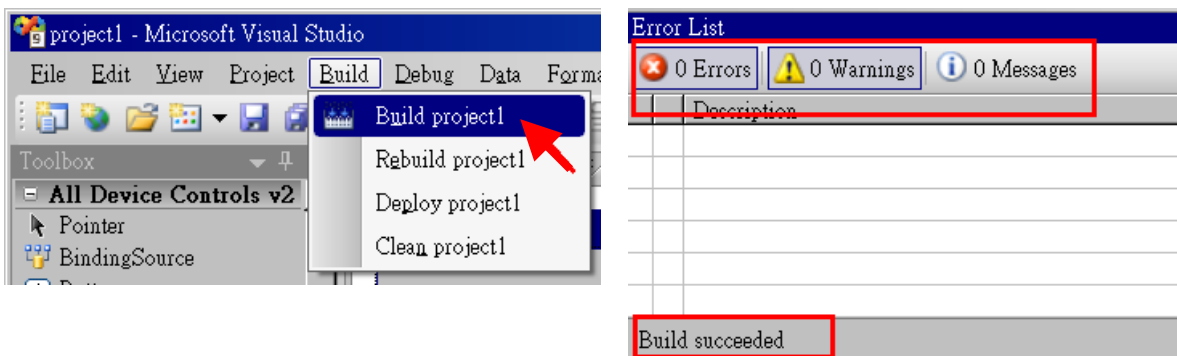 project1 - Microsoft Visual Studio
File Edit View Project Build Debug Data Forma
Build project1
Toolbox
Rebuild project1
All Device Controls v2
Deploy project1
Pointer
Clean project1
BindingSource
Error List
0 Errors 0 Warnings 0 Messages
Description
Build succeeded